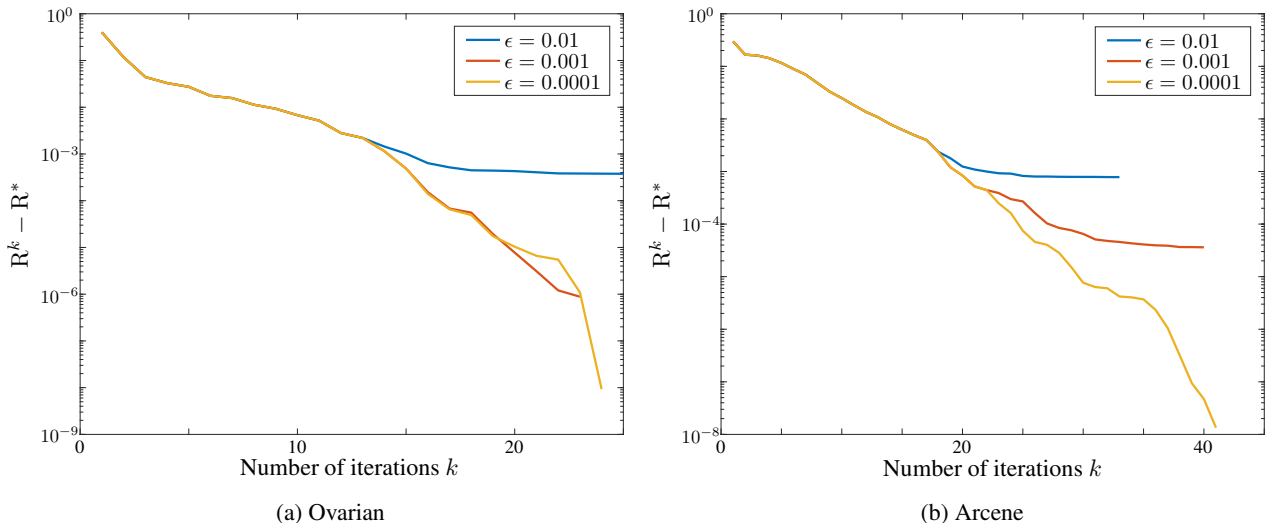 10^0
10^{-3}
10^{-6}
10^{-9}
R^k − R^*
0
10
20
Number of iterations k
ϵ = 0.01
ϵ = 0.001
ϵ = 0.0001
(a) Ovarian
10^0
10^{-4}
10^{-8}
R^k − R^*
0
20
40
Number of iterations k
ϵ = 0.01
ϵ = 0.001
ϵ = 0.0001
(b) Arcene